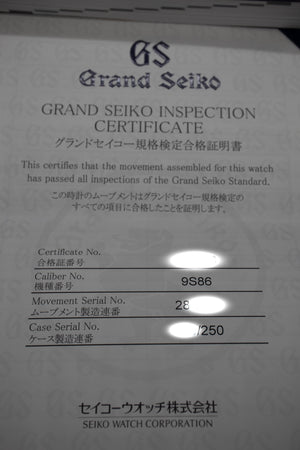 GS
Grand Seiko
GRAND SEIKO INSPECTION
CERTIFICATE
グランドセイコー規格検定合格証明書
This certifies that the movement assembled for this watch
has passed all inspections of the Grand Seiko Standard.
この時計のムーブメントはグランドセイコー規格検定の
すべての項目に合格したことを証明します。
Certificate No.
合格証番号
Caliber No. 9S86
機種番号
Movement Serial No. 28
ムーブメント製造連番
Case Serial No. /250
ケース製造連番
セイコーウオッチ株式会社
SEIKO WATCH CORPORATION